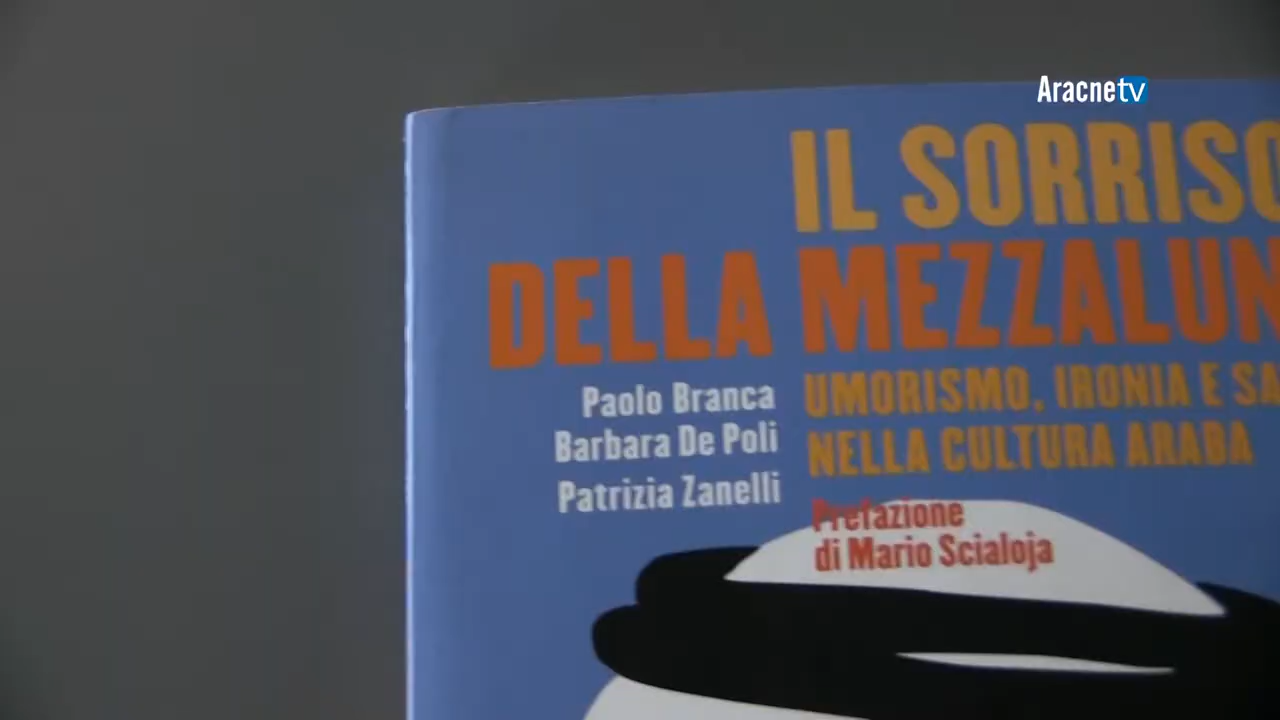 Aracnetv
IL SORRISO
DELLA MEZZALUN
Paolo Branca
Barbara De Poli
Patrizia Zanelli
UMORISMO, IRONIA E SA
NELLA CULTURA ARABA
Prefazione
di Mario Scialoja